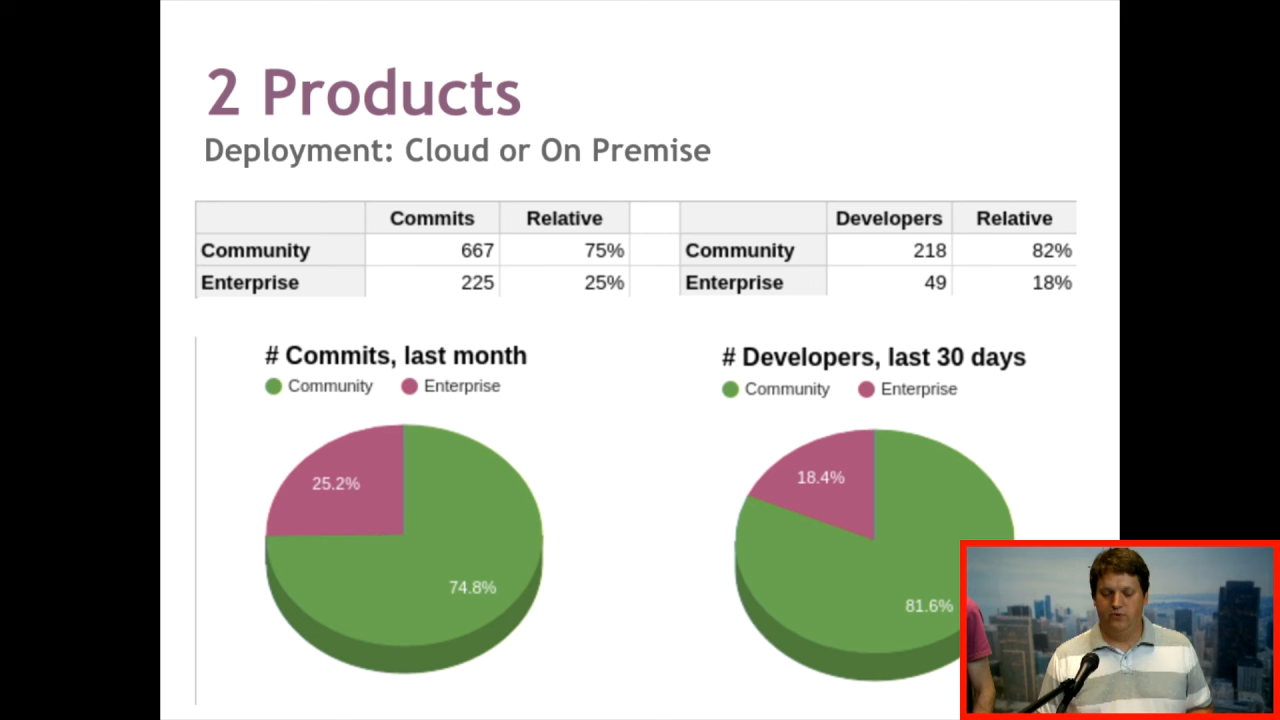 2 Products
Deployment: Cloud or On Premise
Commits Relative
Community 667 75%
Enterprise 225 25%
Developers Relative
Community 218 82%
Enterprise 49 18%
# Commits, last month
Community Enterprise
25.2%
74.8%
# Developers, last 30 days
Community Enterprise
18.4%
81.6%